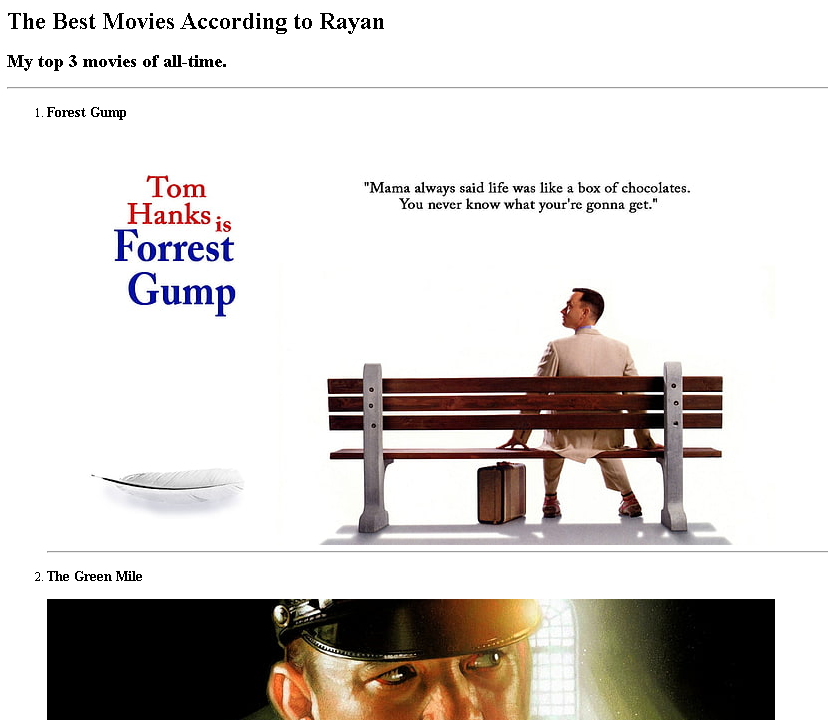 The Best Movies According to Rayan
My top 3 movies of all-time.
1. Forest Gump
Tom
Hanks is
Forrest
Gump
"Mama always said life was like a box of chocolates.
You never know what your're gonna get."
2. The Green Mile